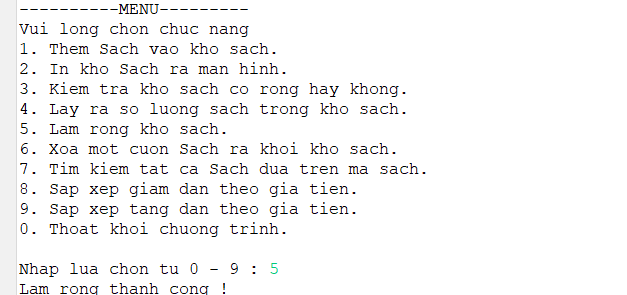 ----------MENU---------
Vui long chon chuc nang
1. Them Sach vao kho sach.
2. In kho Sach ra man hinh.
3. Kiem tra kho sach co rong hay khong.
4. Lay ra so luong sach trong kho sach.
5. Lam rong kho sach.
6. Xoa mot cuon Sach ra khoi kho sach.
7. Tim kiem tat ca Sach dua tren ma sach.
8. Sap xep giam dan theo gia tien.
9. Sap xep tang dan theo gia tien.
0. Thoat khoi chuong trinh.
Nhap lua chon tu 0 - 9 : 5
Lam rong thanh cong !